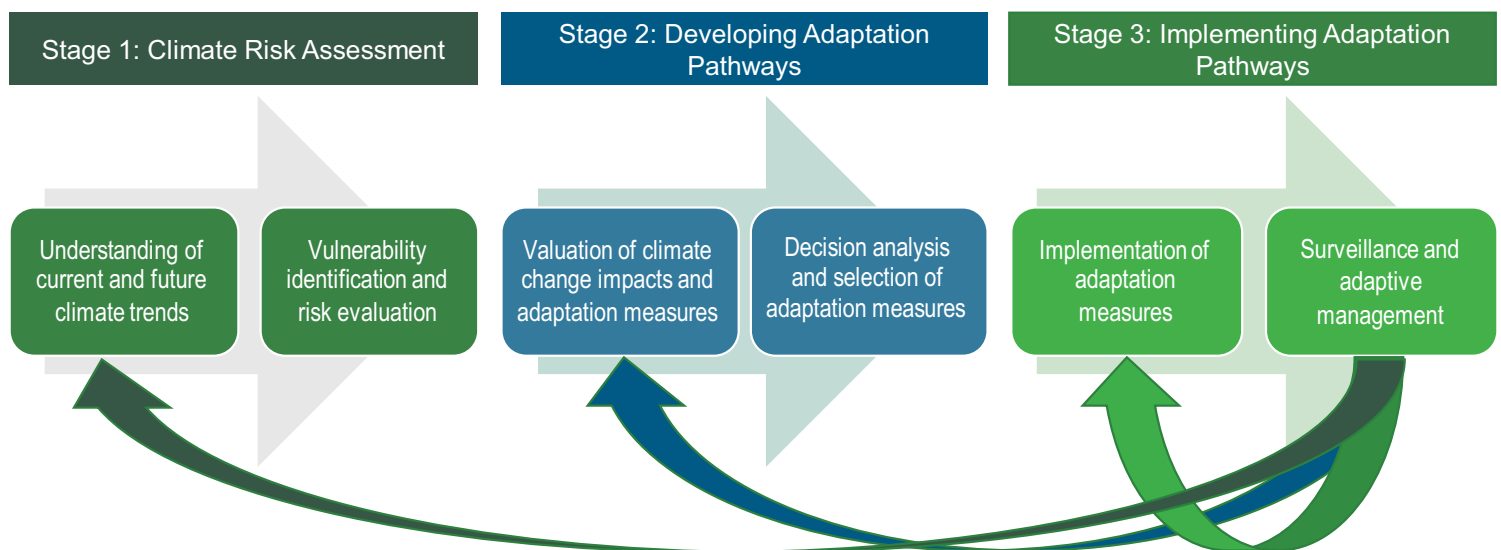 Stage 1: Climate Risk Assessment
Stage 2: Developing Adaptation
Pathways
Stage 3: Implementing Adaptation
Pathways
Understanding of
current and future
climate trends
Vulnerability
identification and
risk evaluation
Valuation of climate
change impacts and
adaptation measures
Decision analysis
and selection of
adaptation measures
Implementation of
adaptation
measures
Surveillance and
adaptive
management